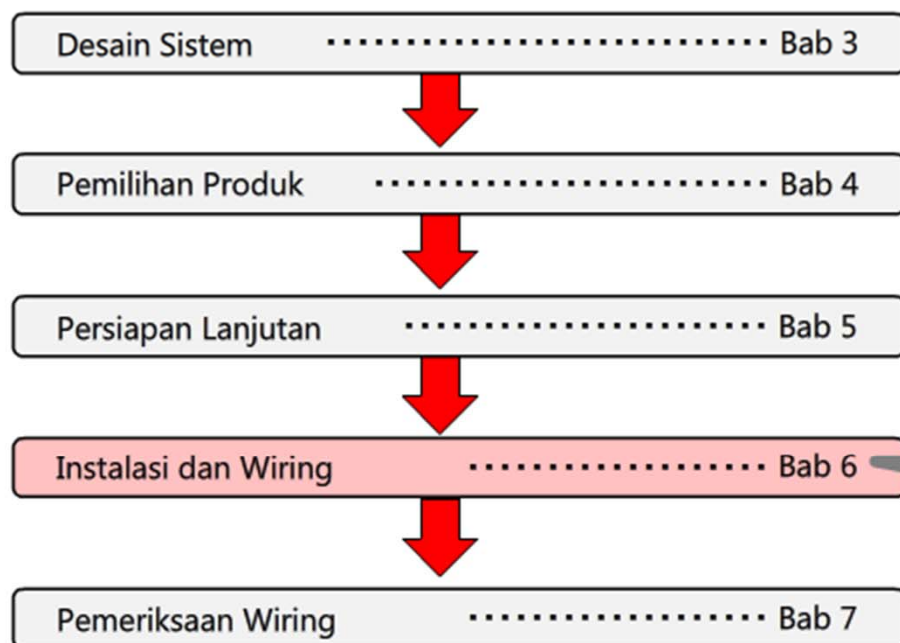 Desain Sistem ............................ Bab 3
Pemilihan Produk ......................... Bab 4
Persiapan Lanjutan ....................... Bab 5
Instalasi dan Wiring ................... Bab 6
Pemeriksaan Wiring ................... Bab 7